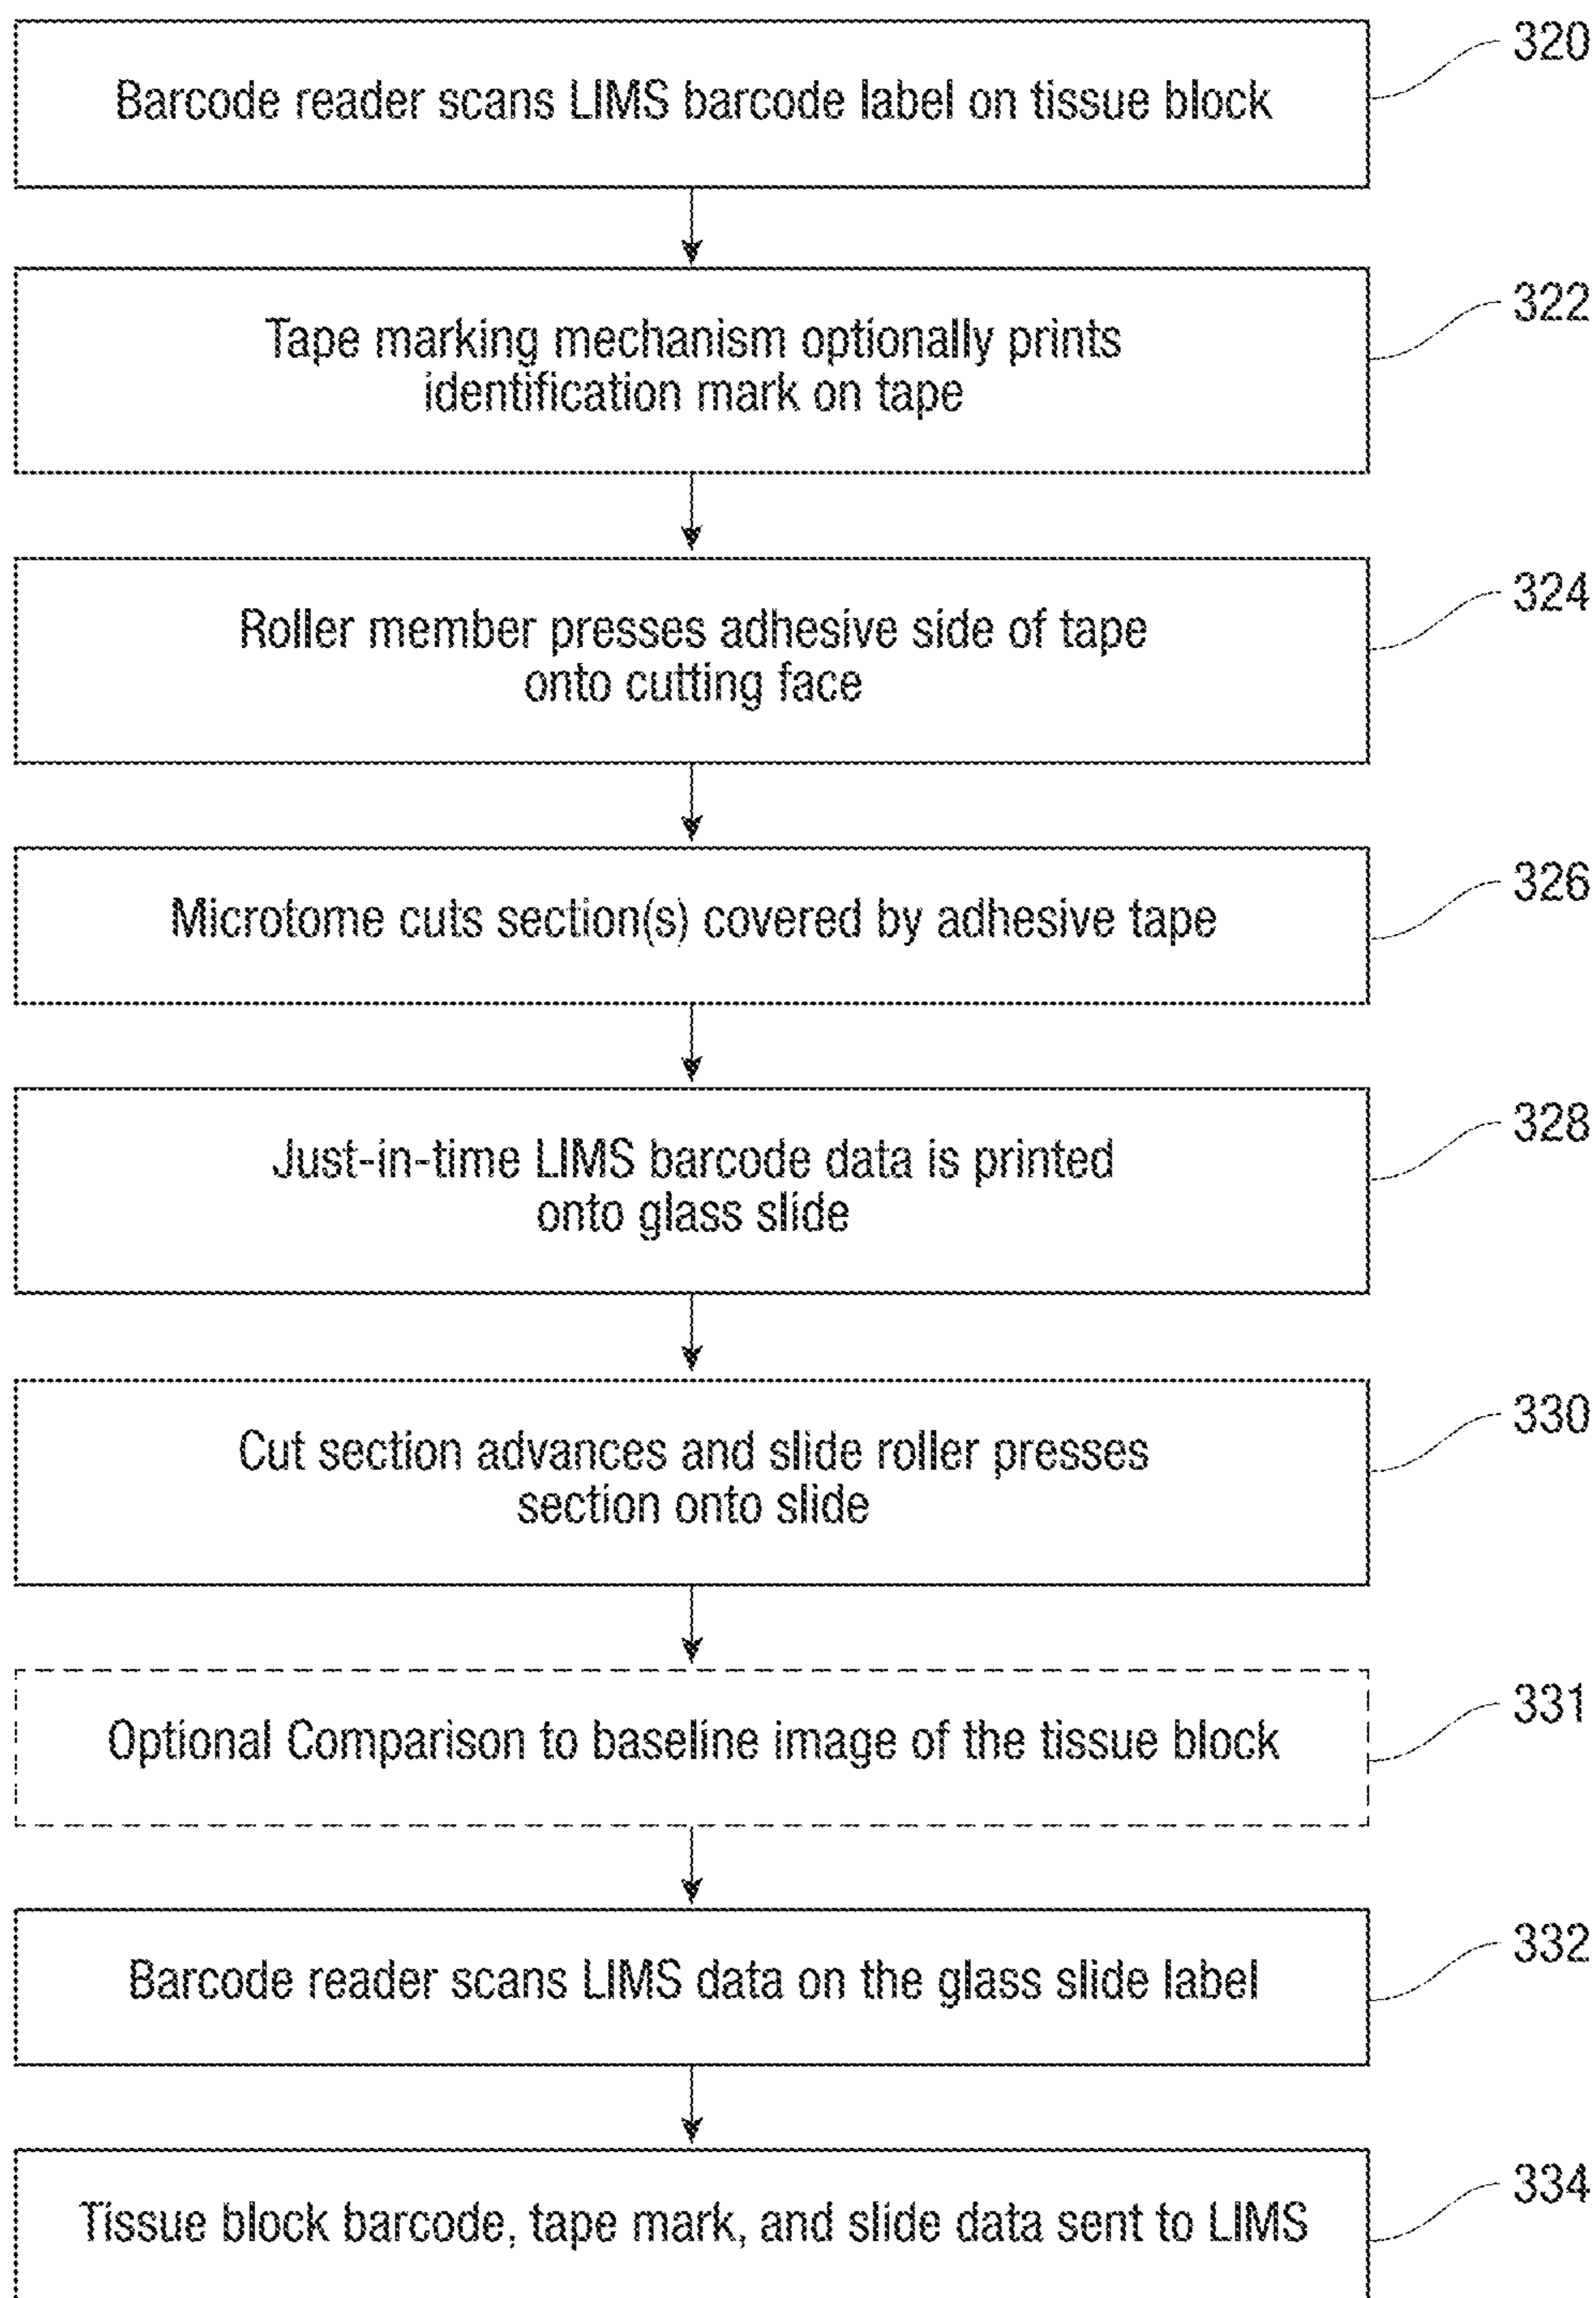 Barcode reader scans LIMS barcode label on tissue block
320
Tape marking mechanism optionally prints
identification mark on tape
322
Roller member presses adhesive side of tape
onto cutting face
324
Microtome cuts section(s) covered by adhesive tape
326
Just-in-time LIMS barcode data is printed
onto glass slide
328
Cut section advances and slide roller presses
section onto slide
330
Optional Comparison to baseline image of the tissue block
331
Barcode reader scans LIMS data on the glass slide label
332
Tissue block barcode, tape mark, and slide data sent to LIMS
334